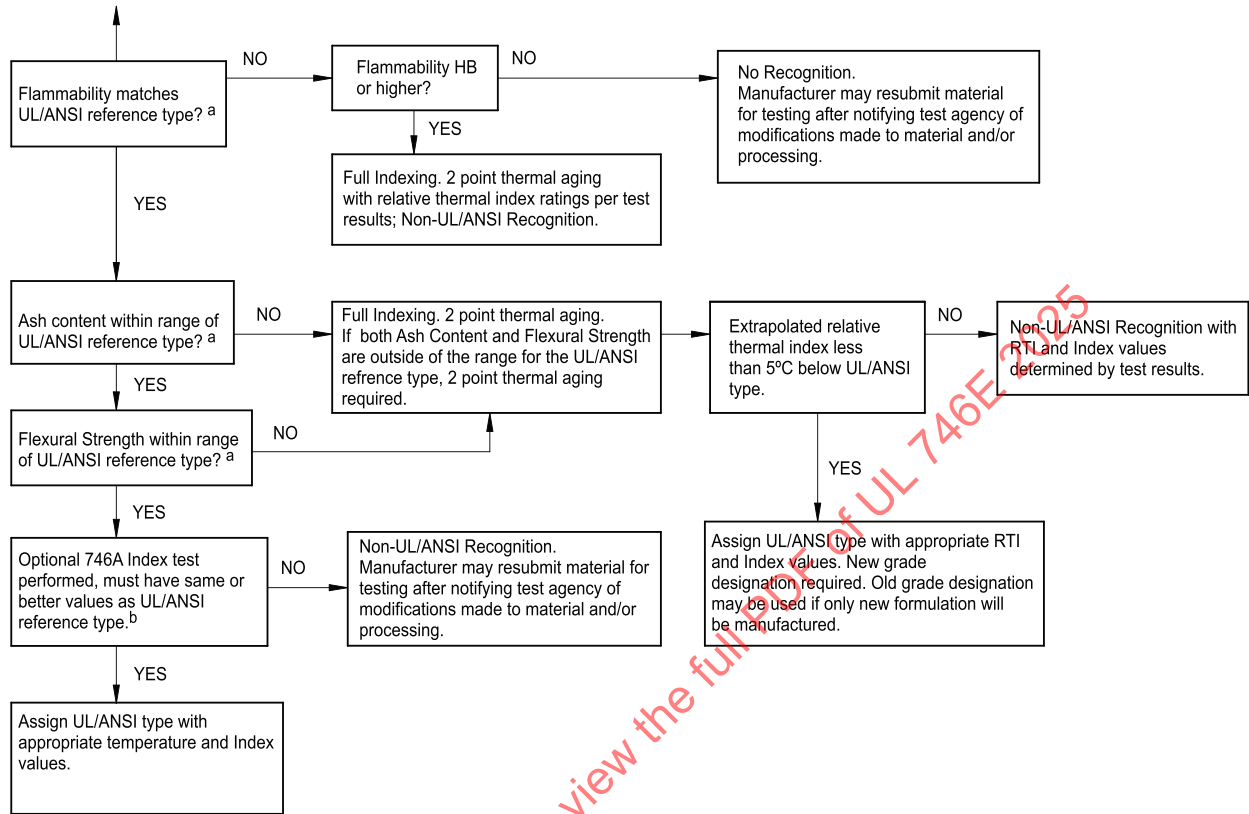 NO
NO
Flammability matches
UL/ANSI reference type? a
Flammability HB
or higher?
No Recognition.
Manufacturer may resubmit material
for testing after notifying test agency of
modifications made to material and/or
processing.
YES
Full Indexing. 2 point thermal aging
with relative thermal index ratings per test
results; Non-UL/ANSI Recognition.
YES
Ash content within range of
UL/ANSI reference type? a
NO
Full Indexing. 2 point thermal aging.
If both Ash Content and Flexural Strength
are outside of the range for the UL/ANSI
refrence type, 2 point thermal aging
required.
Extrapolated relative
thermal index less
than 5ºC below UL/ANSI
type.
NO
Non-UL/ANSI Recognition with
RTI and Index values
determined by test results.
YES
Flexural Strength within range
of UL/ANSI reference type? a
NO
YES
YES
Optional 746A Index test
performed, must have same or
better values as UL/ANSI
reference type.b
NO
Non-UL/ANSI Recognition.
Manufacturer may resubmit material for
testing after notifying test agency of
modifications made to material and/or
processing.
Assign UL/ANSI type with appropriate RTI
and Index values. New grade
designation required. Old grade designation
may be used if only new formulation will
be manufactured.
YES
Assign UL/ANSI type with
appropriate temperature and Index
values.
view the full PDF of UL 746E 2025